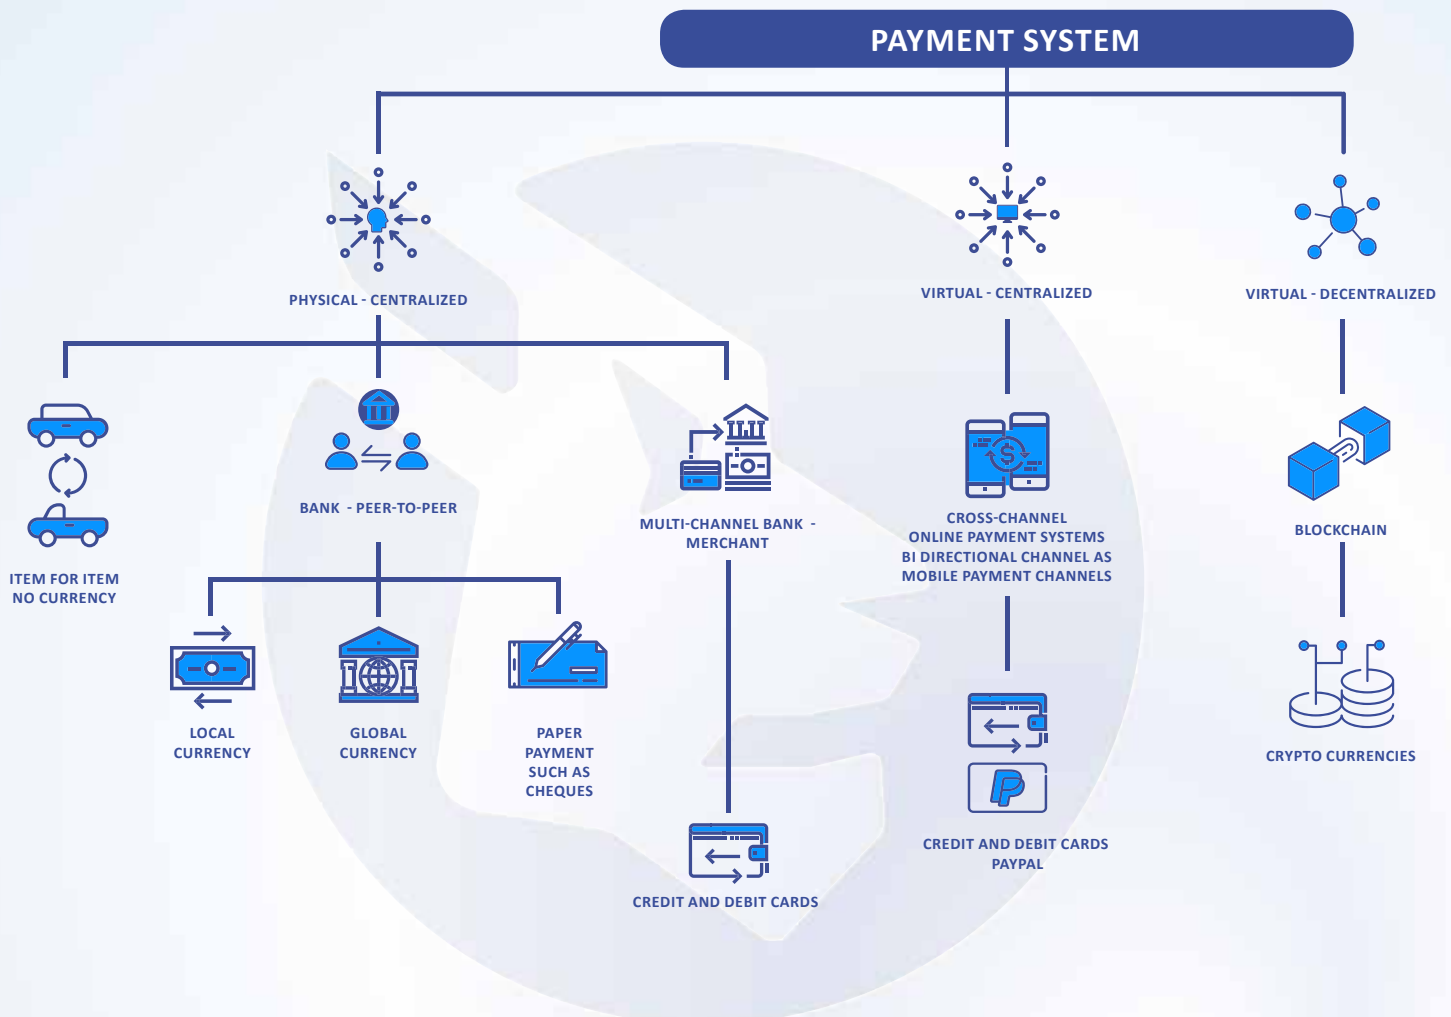 PAYMENT SYSTEM
PHYSICAL - CENTRALIZED
VIRTUAL - CENTRALIZED
VIRTUAL - DECENTRALIZED
ITEM FOR ITEM
NO CURRENCY
BANK - PEER-TO-PEER
MULTI-CHANNEL BANK -
MERCHANT
CROSS-CHANNEL
ONLINE PAYMENT SYSTEMS
BI DIRECTIONAL CHANNEL AS
MOBILE PAYMENT CHANNELS
BLOCKCHAIN
LOCAL
CURRENCY
GLOBAL
CURRENCY
PAPER
PAYMENT
SUCH AS
CHEQUES
CREDIT AND DEBIT CARDS
CREDIT AND DEBIT CARDS
PAYPAL
CRYPTO CURRENCIES